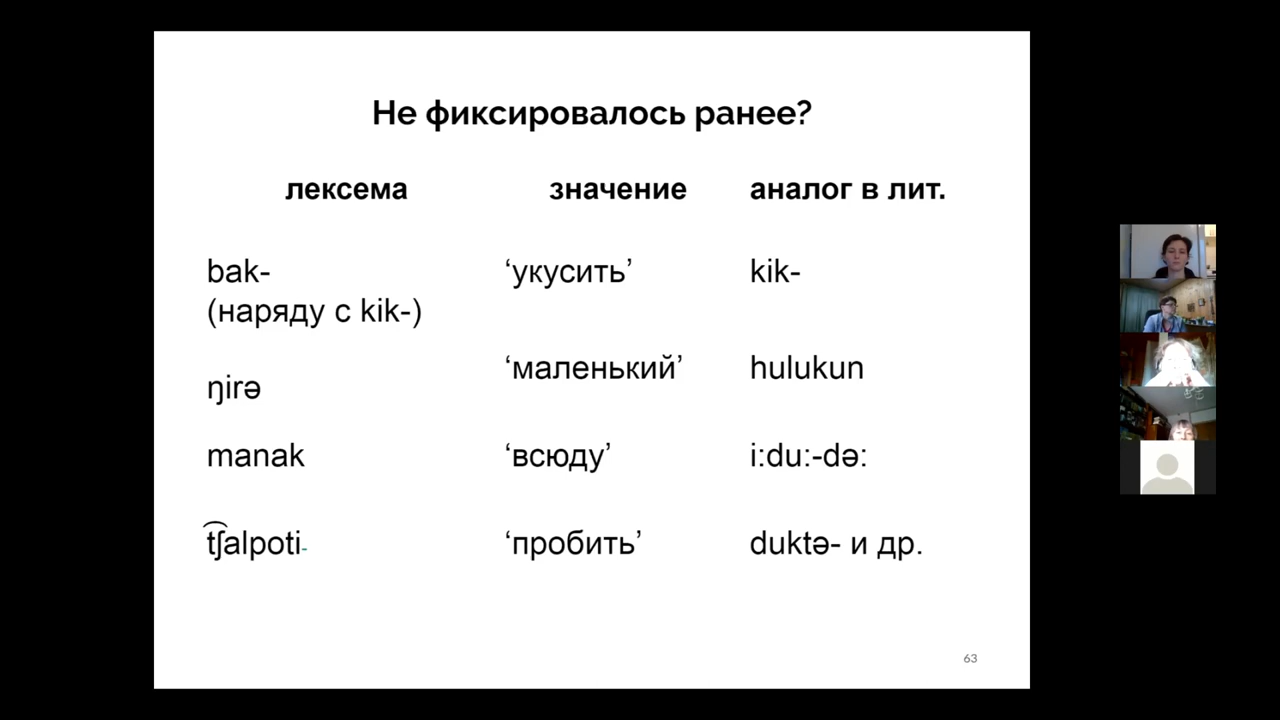 Не фиксировалось ранее?
лексема значение аналог в лит.
bak- ‘укусить’ kik-
(наряду с kik-)
ŋirə ‘маленький’ hulukun
manak ‘всюду’ i:du:-də:
t͡ʃalpoti- ‘пробить’ duktə- и др.
63